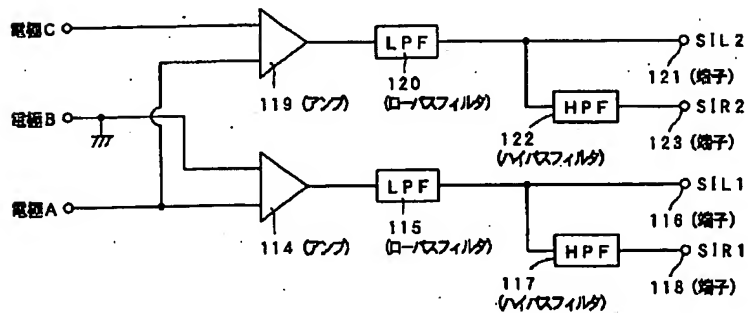 電極C
LPF
SIL2
119(アンプ)
120
(ローパスフィルタ)
121(端子)
HPF
SIR2
電極B
122
(ハイパスフィルタ)
123(端子)
LPF
SIL1
電極A
114(アンプ)
115
(ローパスフィルタ)
116(端子)
HPF
SIR1
117
(ハイパスフィルタ)
118(端子)